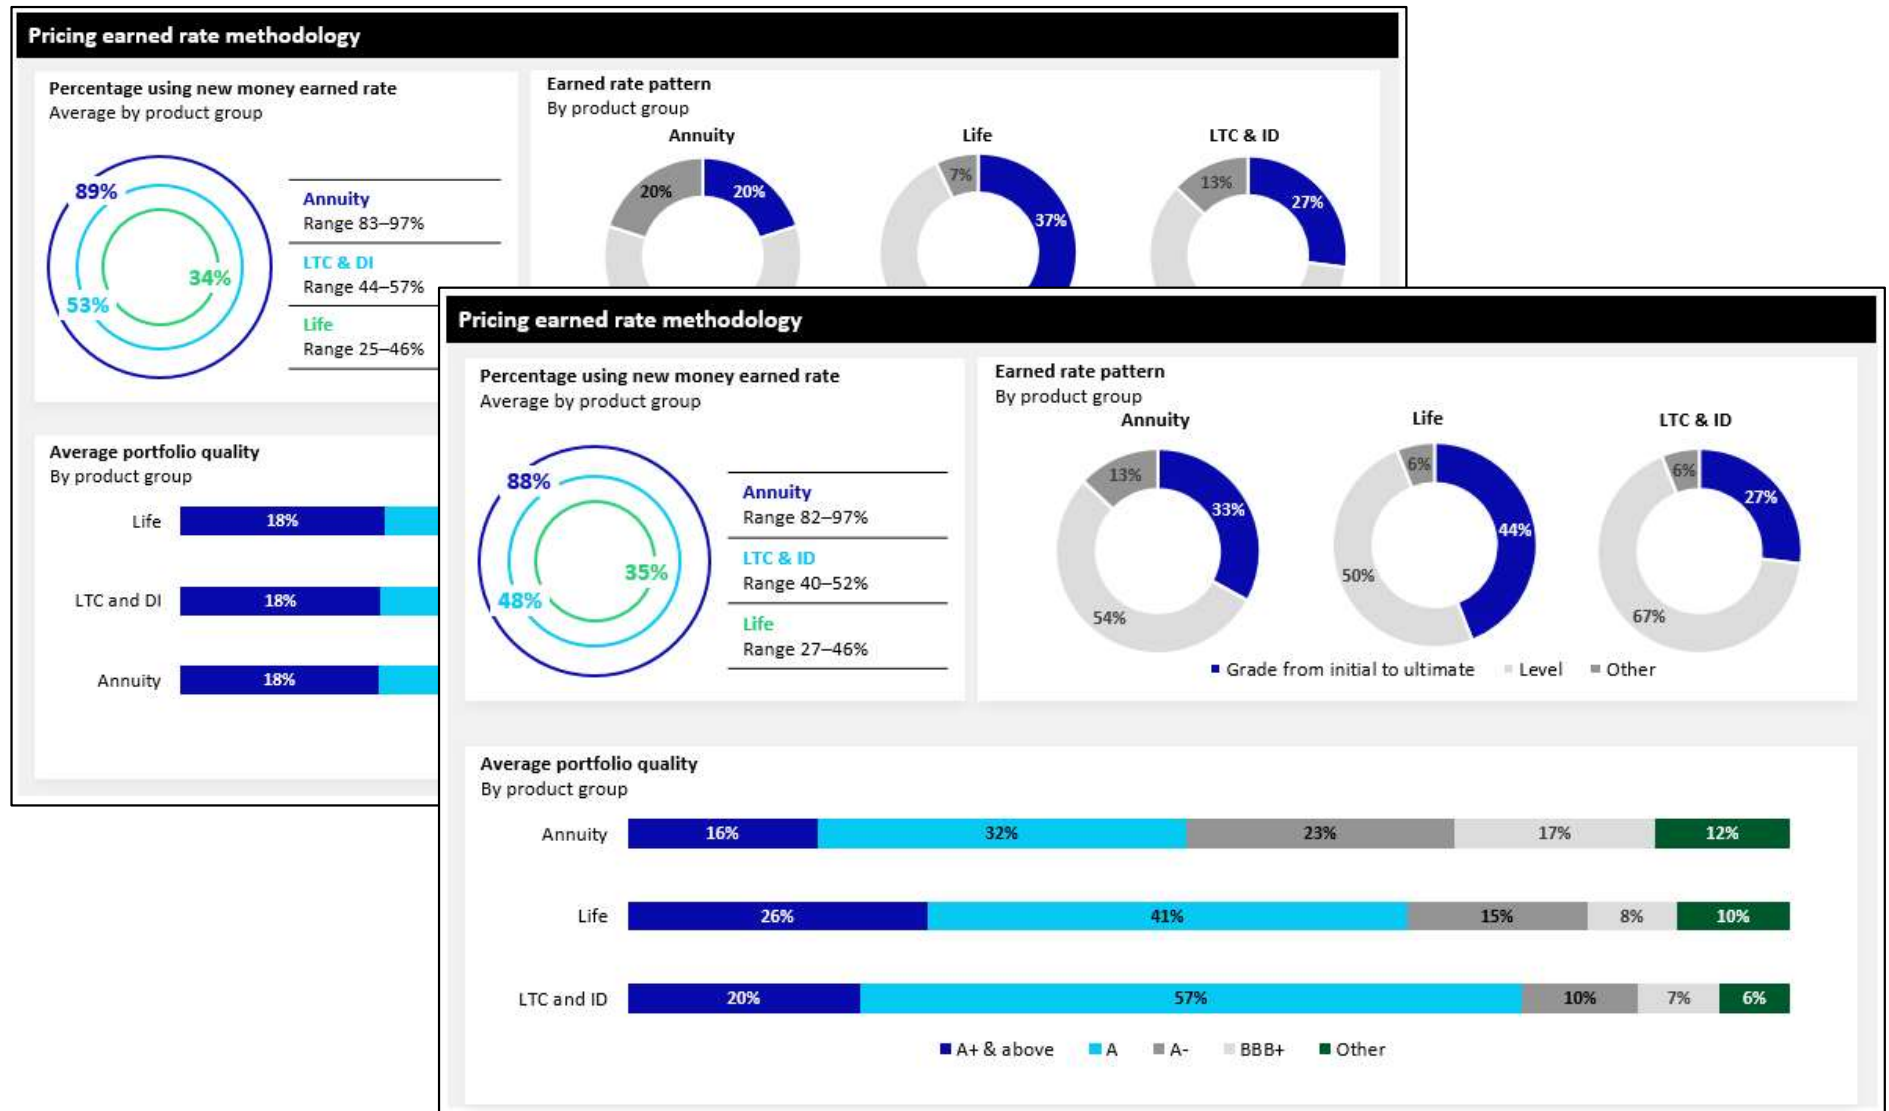 Pricing earned rate methodology
Percentage using new money earned rate
Average by product group
89%
53%
34%
Annuity
Range 83–97%
LTC & DI
Range 44–57%
Life
Range 25–46%
Earned rate pattern
By product group
Annuity
20%
20%
Life
7%
37%
LTC & ID
13%
27%
Average portfolio quality
By product group
Life
18%
LTC and DI
18%
Annuity
18%
Pricing earned rate methodology
Percentage using new money earned rate
Average by product group
88%
48%
35%
Annuity
Range 82–97%
LTC & ID
Range 40–52%
Life
Range 27–46%
Earned rate pattern
By product group
Annuity
13%
33%
54%
Life
6%
44%
50%
LTC & ID
6%
27%
67%
Grade from initial to ultimate Level Other
Average portfolio quality
By product group
Annuity 16% 32% 23% 17% 12%
Life 26% 41% 15% 8% 10%
LTC and ID 20% 57% 10% 7% 6%
A+ & above A A- BBB+ Other